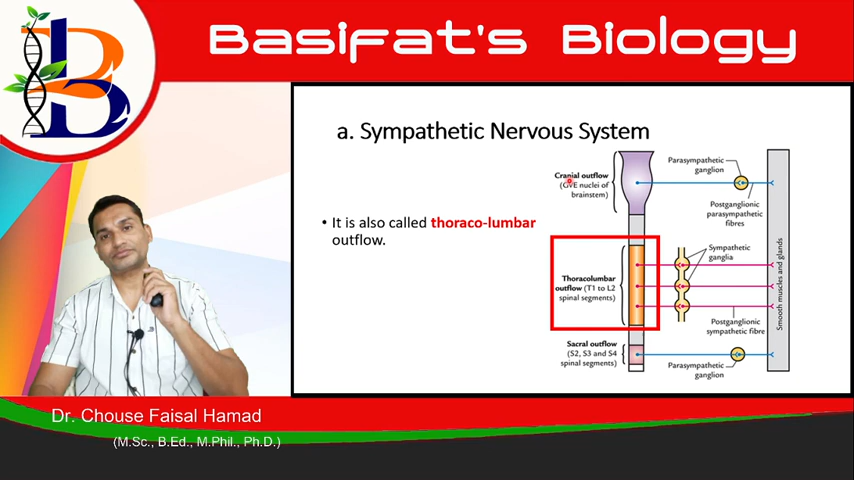 Basifat's Biology
a. Sympathetic Nervous System
• It is also called thoraco-lumbar
outflow.
Cranial outflow
(GVE nuclei of
brainstem)
Parasympathetic
ganglion
Postganglionic
parasympathetic
fibres
Sympathetic
ganglia
Thoracolumbar
outflow (T1 to L2
spinal segments)
Postganglionic
sympathetic fibre
Smooth muscles and glands
Sacral outflow
(S2, S3 and S4
spinal segments)
Parasympathetic
ganglion
Dr. Chouse Faisal Hamad
(M.Sc., B.Ed., M.Phil., Ph.D.)